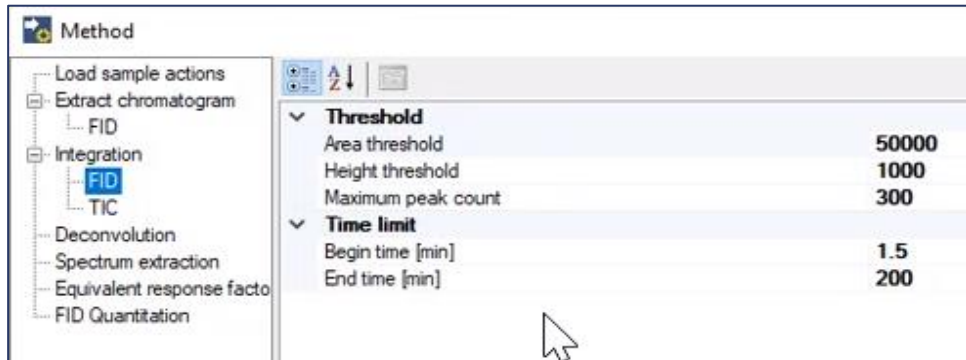 Method
Load sample actions
Extract chromatogram
FID
Integration
FID
TIC
Deconvolution
Spectrum extraction
Equivalent response facto
FID Quantitation
Threshold
Area threshold 50000
Height threshold 1000
Maximum peak count 300
Time limit
Begin time [min] 1.5
End time [min] 200